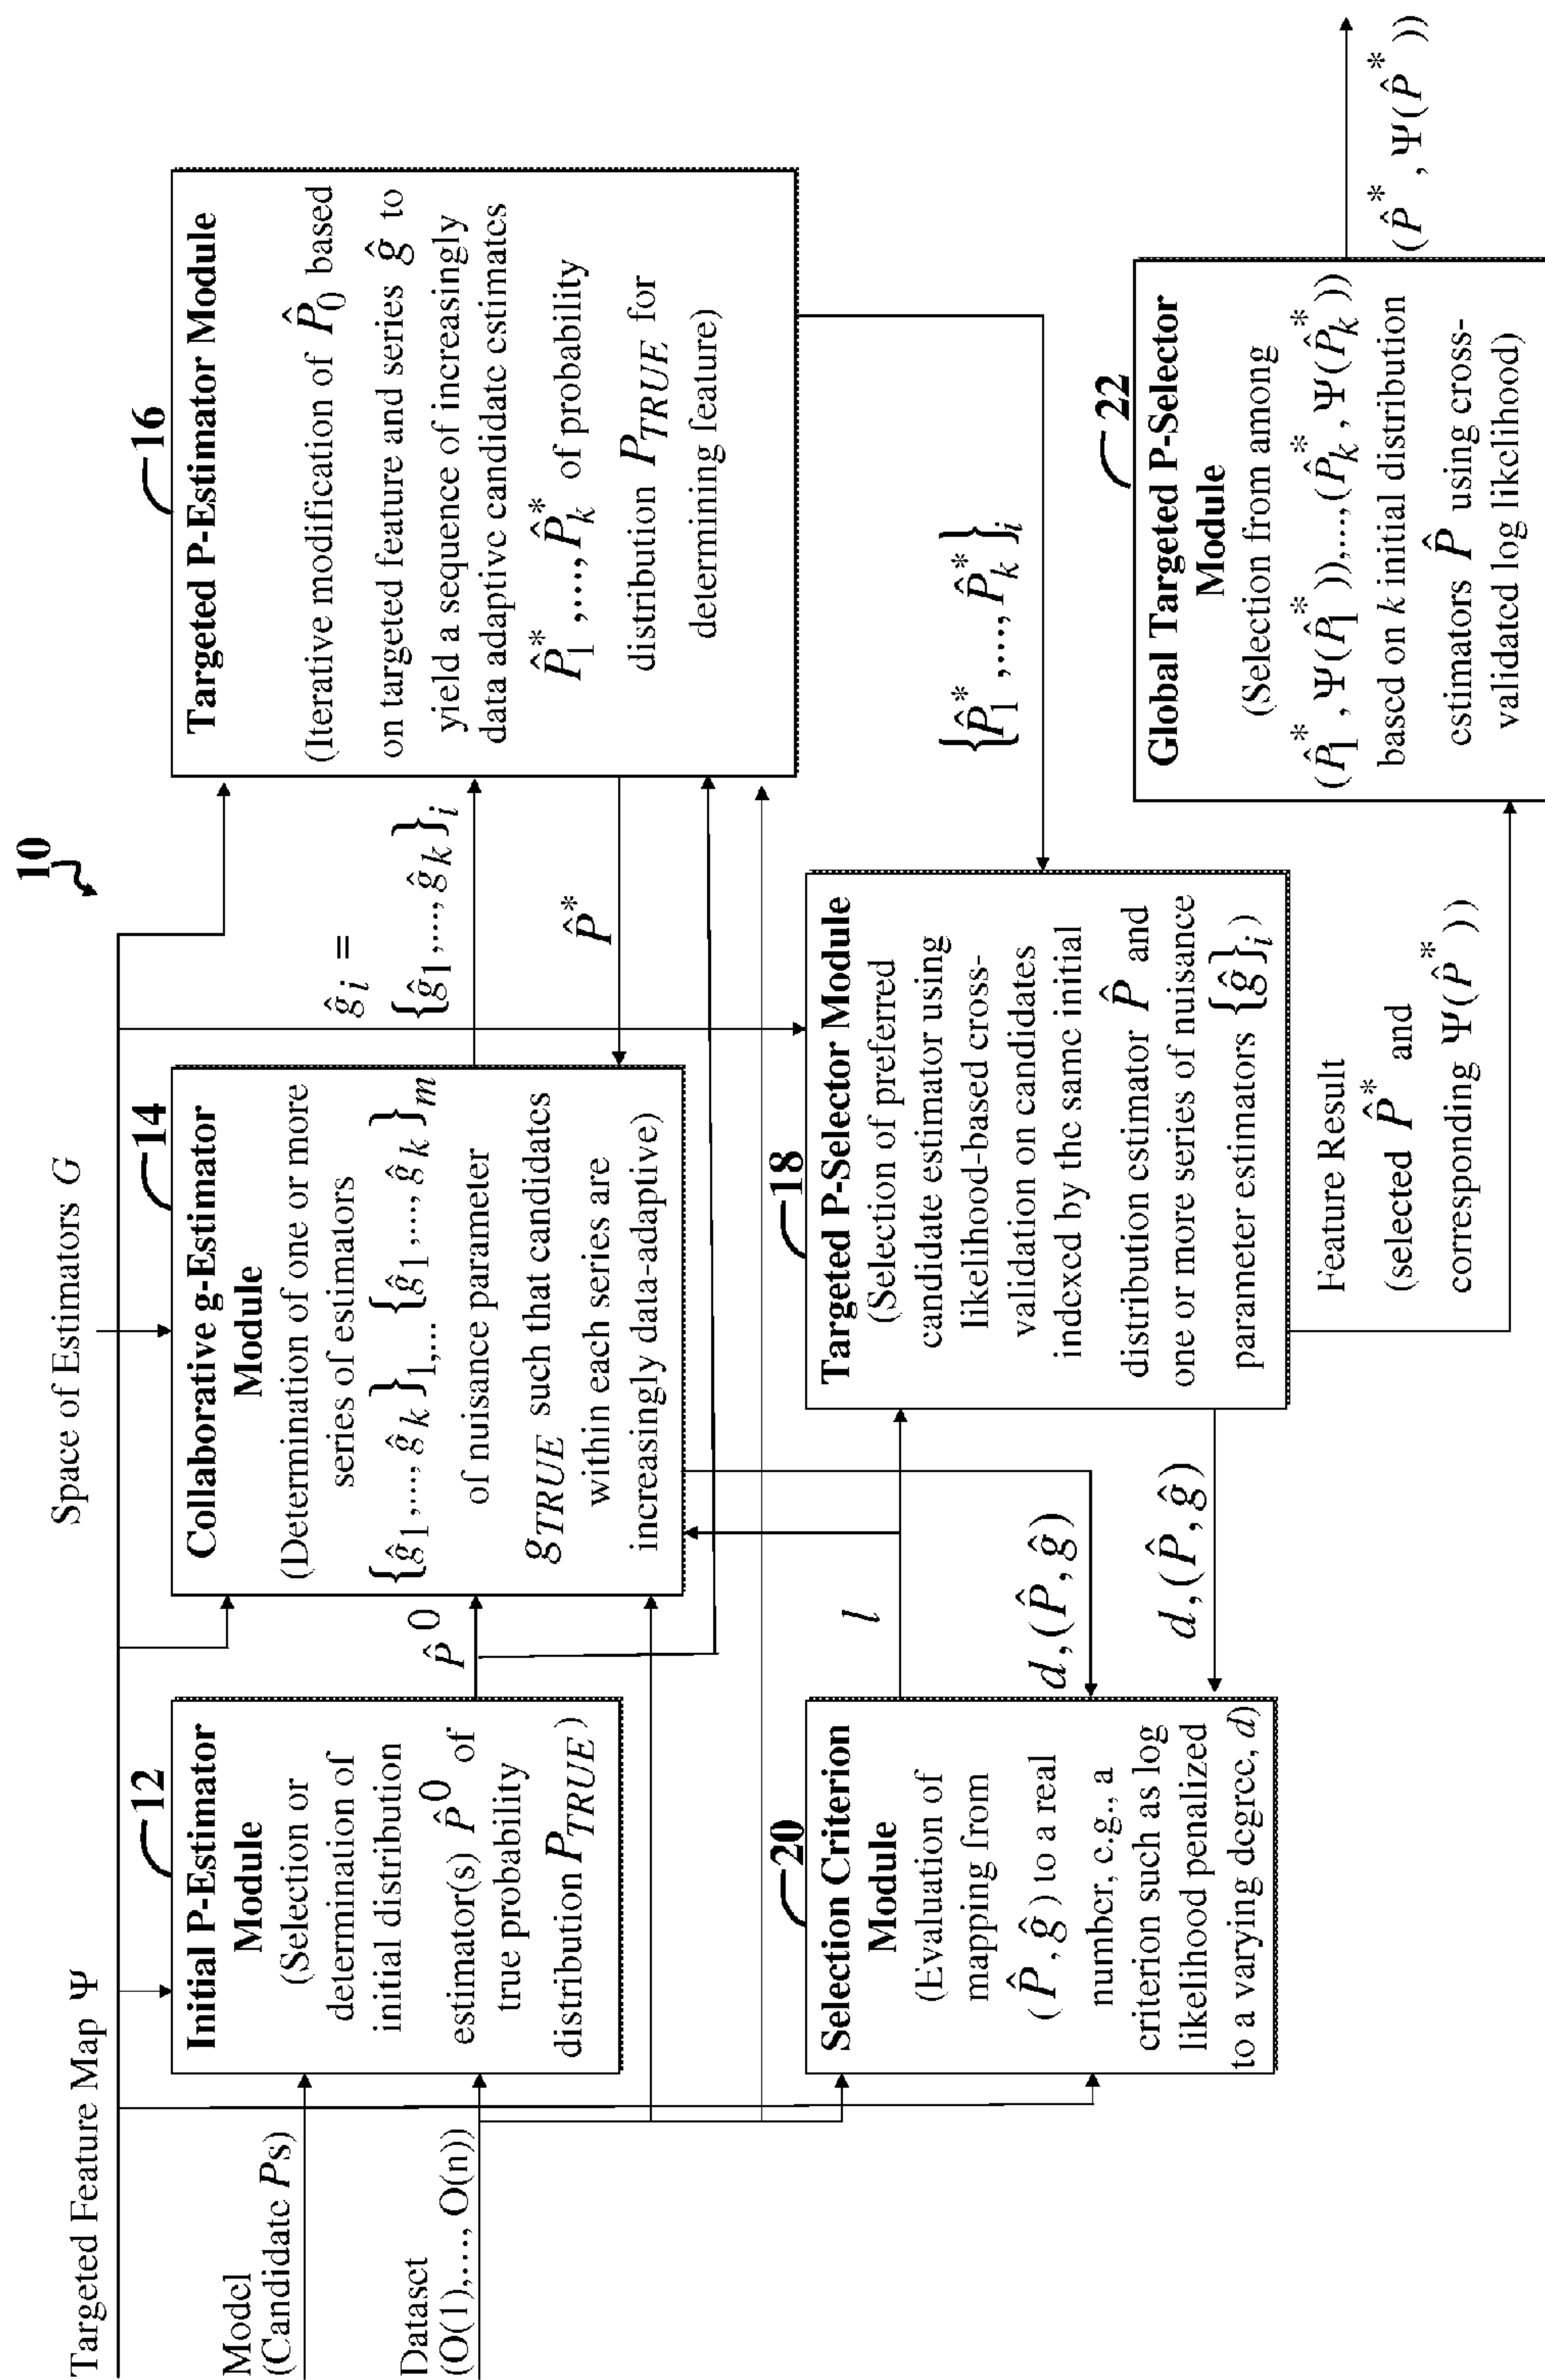 10
Targeted Feature Map Ψ
Space of Estimators G
Model
(Candidate Ps)
Dataset
(O(1),...., O(n))
12
Initial P-Estimator
Module
(Selection or
determination of
initial distribution
estimator(s) P̂^0 of
true probability
distribution P_TRUE)
P̂^0
14
Collaborative g-Estimator
Module
(Determination of one or more
series of estimators
{ĝ_1,...,ĝ_k}_1,... {ĝ_1,...,ĝ_k}_m
of nuisance parameter
g_TRUE such that candidates
within each series are
increasingly data-adaptive)
ĝ_i =
{ĝ_1,...,ĝ_k}_i
P̂^*
16
Targeted P-Estimator Module
(Iterative modification of P̂_0 based
on targeted feature and series ĝ to
yield a sequence of increasingly
data adaptive candidate estimates
P̂_1^*,...,P̂_k^* of probability
distribution P_TRUE for
determining feature)
{P̂_1^*,...,P̂_k^*}_i
20
Selection Criterion
Module
(Evaluation of
mapping from
(P̂,ĝ) to a real
number, e.g., a
criterion such as log
likelihood penalized
to a varying degree, d)
l
d,(P̂,ĝ)
d,(P̂,ĝ)
18
Targeted P-Selector Module
(Selection of preferred
candidate estimator using
likelihood-based cross-
validation on candidates
indexed by the same initial
distribution estimator P̂ and
one or more series of nuisance
parameter estimators {ĝ}_i)
Feature Result
(selected P̂^* and
corresponding Ψ(P̂^*))
22
Global Targeted P-Selector
Module
(Selection from among
(P̂_1^*,Ψ(P̂_1^*)),...,(P̂_k^*,Ψ(P̂_k^*))
based on k initial distribution
estimators P̂ using cross-
validated log likelihood)
(P̂^*,Ψ(P̂^*))